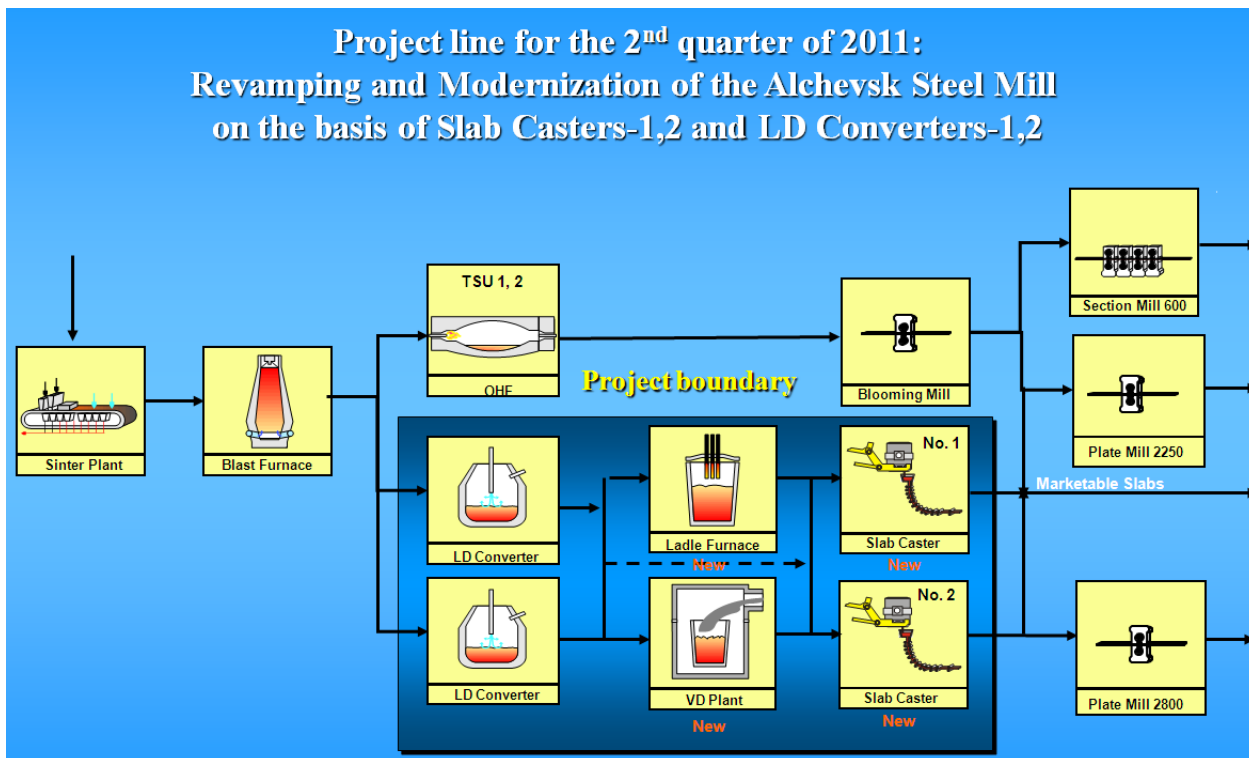 Project line for the 2nd quarter of 2011:
Revamping and Modernization of the Alchevsk Steel Mill
on the basis of Slab Casters-1,2 and LD Converters-1,2
Section Mill 600
TSU 1, 2
OHF
Blooming Mill
Project boundary
Sinter Plant
Blast Furnace
Plate Mill 2250
No. 1
Marketable Slabs
LD Converter
Ladle Furnace
Slab Caster
New
New
No. 2
LD Converter
VD Plant
Slab Caster
Plate Mill 2800
New
New